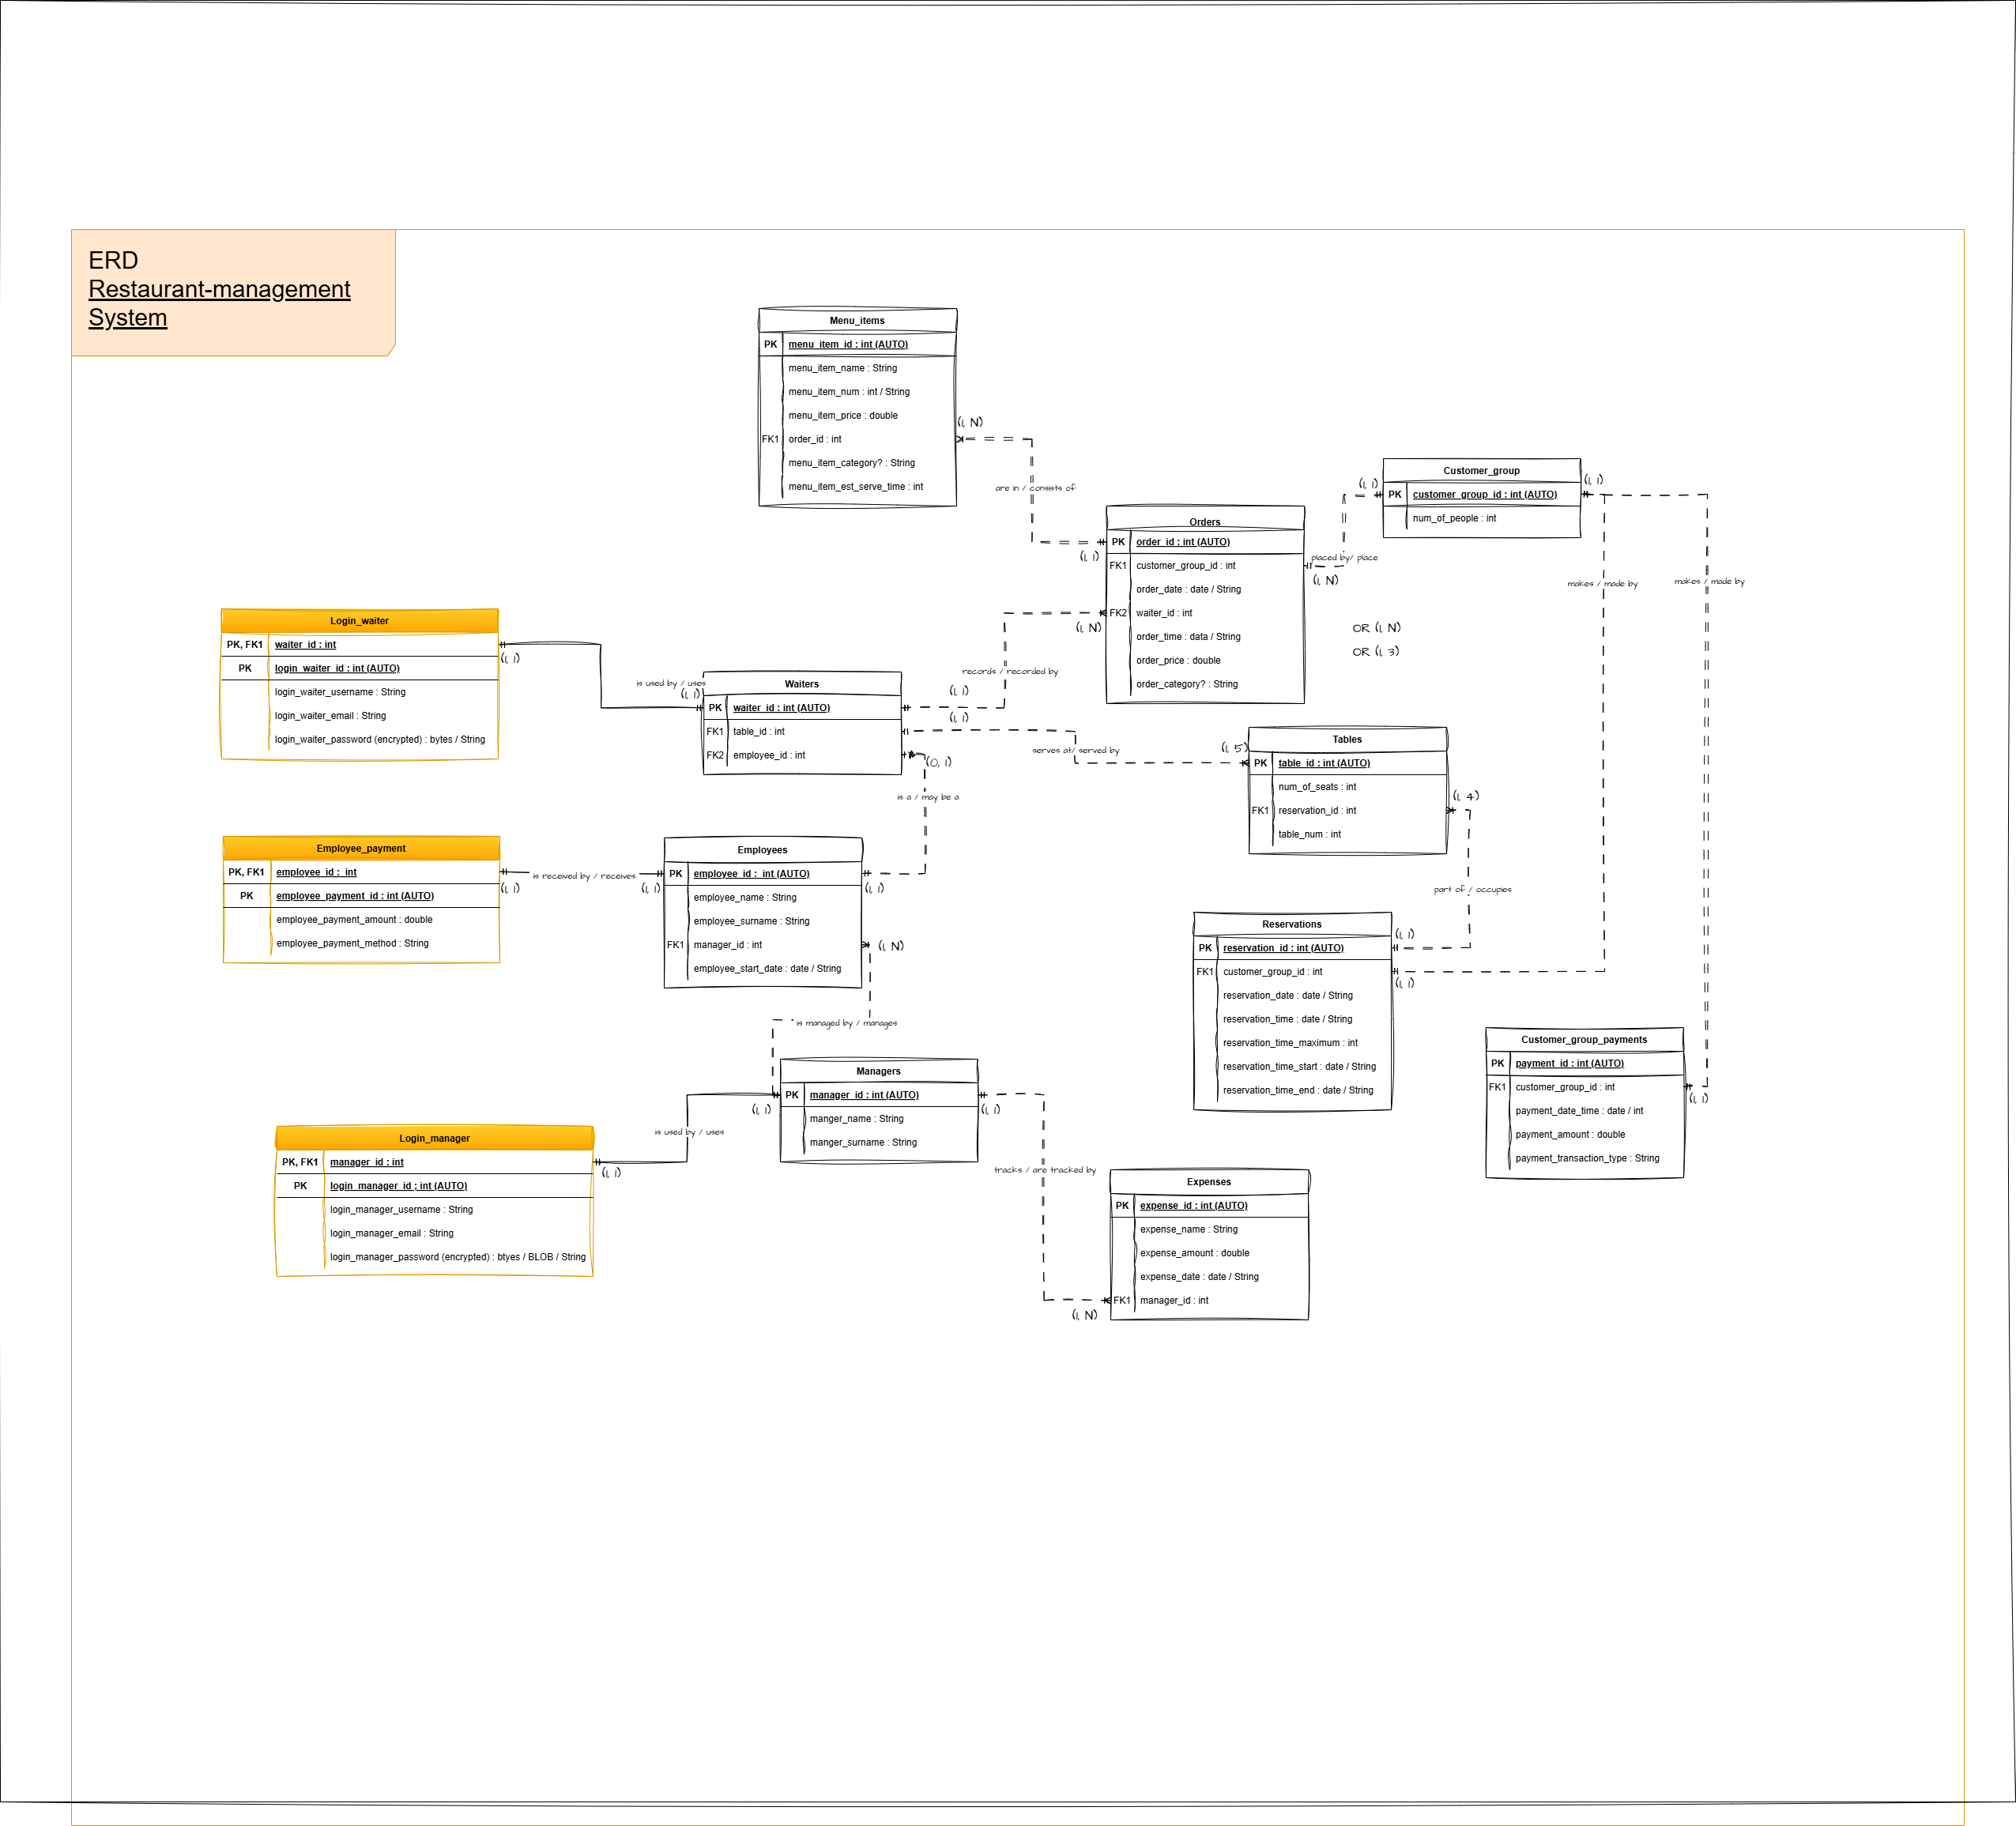 ERD
Restaurant-management
System
Menu_items
PK menu_item_id : int (AUTO)
menu_item_name : String
menu_item_num : int / String
menu_item_price : double
FK1 order_id : int
menu_item_category? : String
menu_item_est_serve_time : int
(1, N)
are in / consists of
(1, 1)
Customer_group
PK customer_group_id : int (AUTO)
num_of_people : int
(1, 1)
(1, 1)
Orders
PK order_id : int (AUTO)
FK1 customer_group_id : int
order_date : date / String
FK2 waiter_id : int
order_time : data / String
order_price : double
order_category? : String
placed by/ place
(1, N)
OR (1, N)
OR (1, 3)
makes / made by
makes / made by
(1, N)
records / recorded by
(1, 1)
(1, 1)
Login_waiter
PK, FK1 waiter_id : int
PK login_waiter_id : int (AUTO)
login_waiter_username : String
login_waiter_email : String
login_waiter_password (encrypted) : bytes / String
(1, 1)
is used by / uses
(1, 1)
Waiters
PK waiter_id : int (AUTO)
FK1 table_id : int
FK2 employee_id : int
(0, 1)
is a / may be a
serves at/ served by
(1, 5)
Tables
PK table_id : int (AUTO)
num_of_seats : int
FK1 reservation_id : int
table_num : int
(1, 4)
part of / occupies
(1, 1)
Employee_payment
PK, FK1 employee_id : int
PK employee_payment_id : int (AUTO)
employee_payment_amount : double
employee_payment_method : String
(1, 1)
is received by / receives
(1, 1)
Employees
PK employee_id : int (AUTO)
employee_name : String
employee_surname : String
FK1 manager_id : int
employee_start_date : date / String
(1, 1)
(1, N)
is managed by / manages
Reservations
PK reservation_id : int (AUTO)
FK1 customer_group_id : int
reservation_date : date / String
reservation_time : date / String
reservation_time_maximum : int
reservation_time_start : date / String
reservation_time_end : date / String
(1, 1)
Customer_group_payments
PK payment_id : int (AUTO)
FK1 customer_group_id : int
payment_date_time : date / int
payment_amount : double
payment_transaction_type : String
(1, 1)
Managers
PK manager_id : int (AUTO)
manger_name : String
manger_surname : String
(1, 1)
(1, 1)
is used by / uses
Login_manager
PK, FK1 manager_id : int
PK login_manager_id ; int (AUTO)
login_manager_username : String
login_manager_email : String
login_manager_password (encrypted) : btyes / BLOB / String
(1, 1)
tracks / are tracked by
Expenses
PK expense_id : int (AUTO)
expense_name : String
expense_amount : double
expense_date : date / String
FK1 manager_id : int
(1, N)